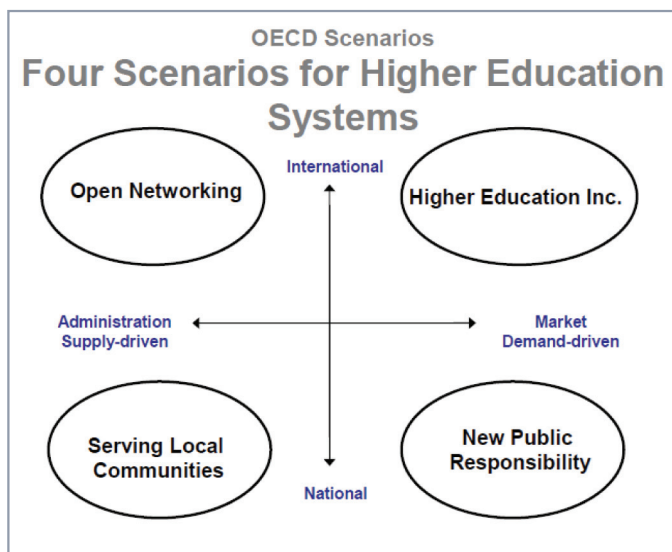 OECD Scenarios
Four Scenarios for Higher Education
Systems
International
Open Networking
Higher Education Inc.
Administration
Supply-driven
Market
Demand-driven
Serving Local
Communities
New Public
Responsibility
National